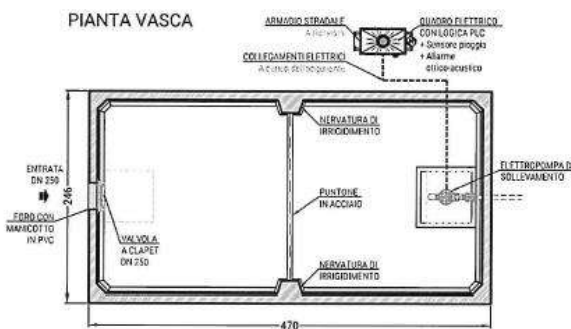 PIANTA VASCA
ARMADIO STRADALE
A richiesta
QUADRO ELETTRICO
CON LOGICA PLC
+ Sensore pioggia
+ Allarme
ottico-acustico
COLLEGAMENTI ELETTRICI
NERVATURA DI
IRRIGIDIMENTO
ENTRATA
DN 250
246
FORO CON
MANICOTTO
IN PVC
VALVOLA
A CLAPET
DN 250
PUNTONE
IN ACCIAIO
ELETTROPOMPA DI
SOLLEVAMENTO
NERVATURA DI
IRRIGIDIMENTO
470